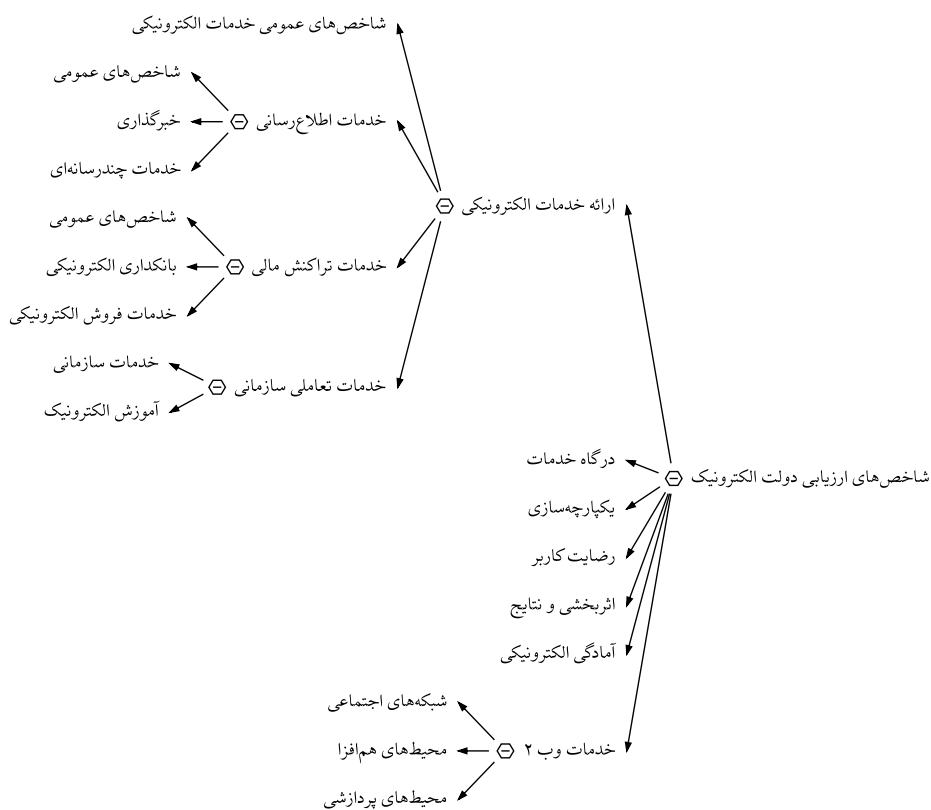 شاخص‌های ارزیابی دولت الکترونیک
ارائه خدمات الکترونیکی
شاخص‌های عمومی خدمات الکترونیکی
خدمات اطلاع‌رسانی
شاخص‌های عمومی
خبرگذاری
خدمات چندرسانه‌ای
خدمات تراکنش مالی
شاخص‌های عمومی
بانکداری الکترونیکی
خدمات فروش الکترونیکی
خدمات تعاملی سازمانی
خدمات سازمانی
آموزش الکترونیک
درگاه خدمات
یکپارچه‌سازی
رضایت کاربر
اثربخشی و نتایج
آمادگی الکترونیکی
خدمات وب ۲
شبکه‌های اجتماعی
محیط‌های هم‌افزا
محیط‌های پردازشی